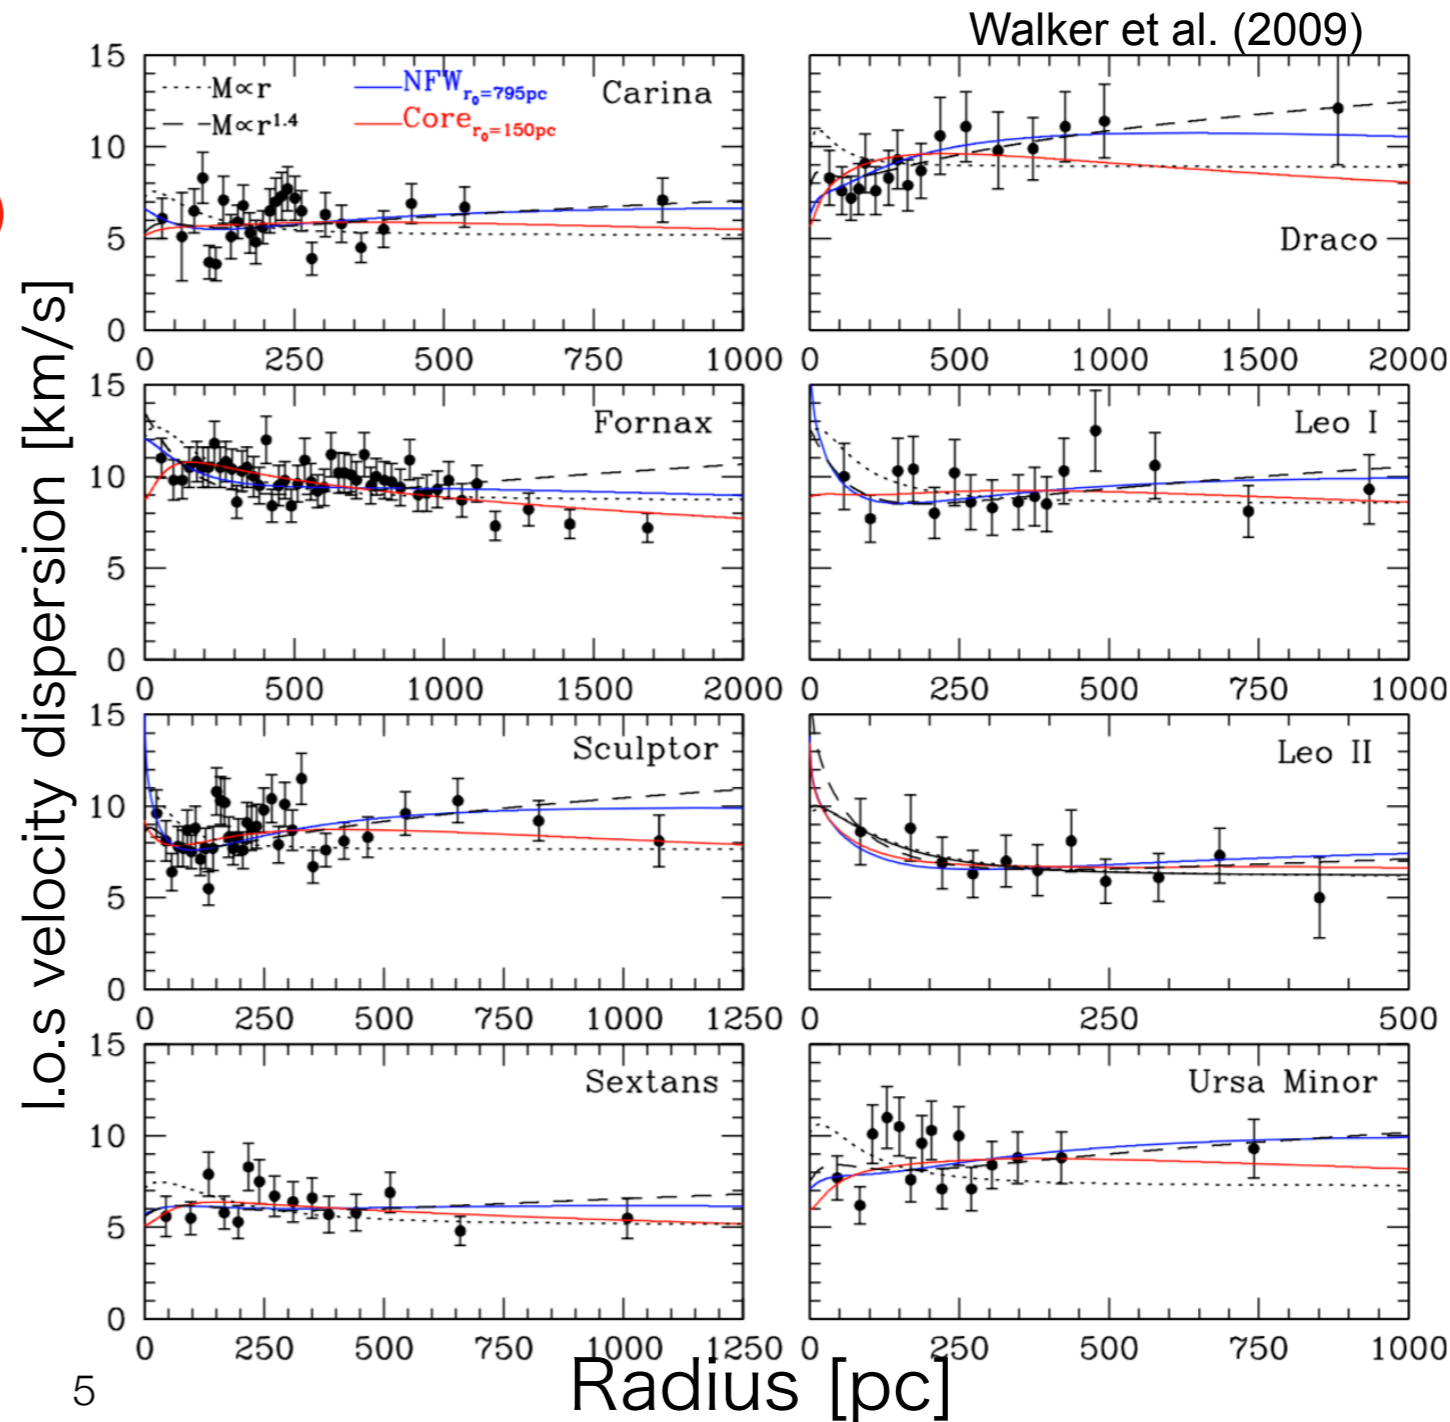 Walker et al. (2009)
l.o.s velocity dispersion [km/s]
15
10
5
0
M∝r
M∝r^1.4
NFW r₀=795pc
Core r₀=150pc
Carina
0 250 500 750 1000
Draco
0 500 1000 1500 2000
15
10
5
0
Fornax
0 500 1000 1500 2000
Leo I
0 250 500 750 1000
15
10
5
0
Sculptor
0 250 500 750 1000 1250
Leo II
0 250 500
15
10
5
0
Sextans
0 250 500 750 1000 1250
Ursa Minor
0 250 500 750 1000
Radius [pc]
5